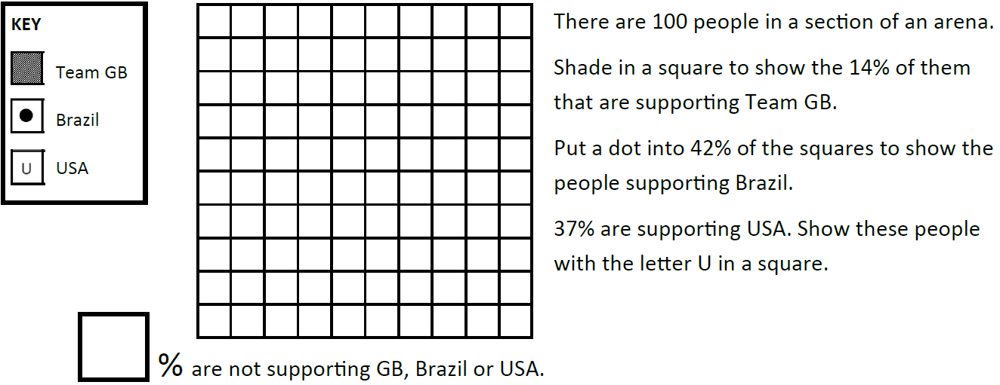 KEY
Team GB
Brazil
U USA
There are 100 people in a section of an arena.
Shade in a square to show the 14% of them
that are supporting Team GB.
Put a dot into 42% of the squares to show the
people supporting Brazil.
37% are supporting USA. Show these people
with the letter U in a square.
% are not supporting GB, Brazil or USA.